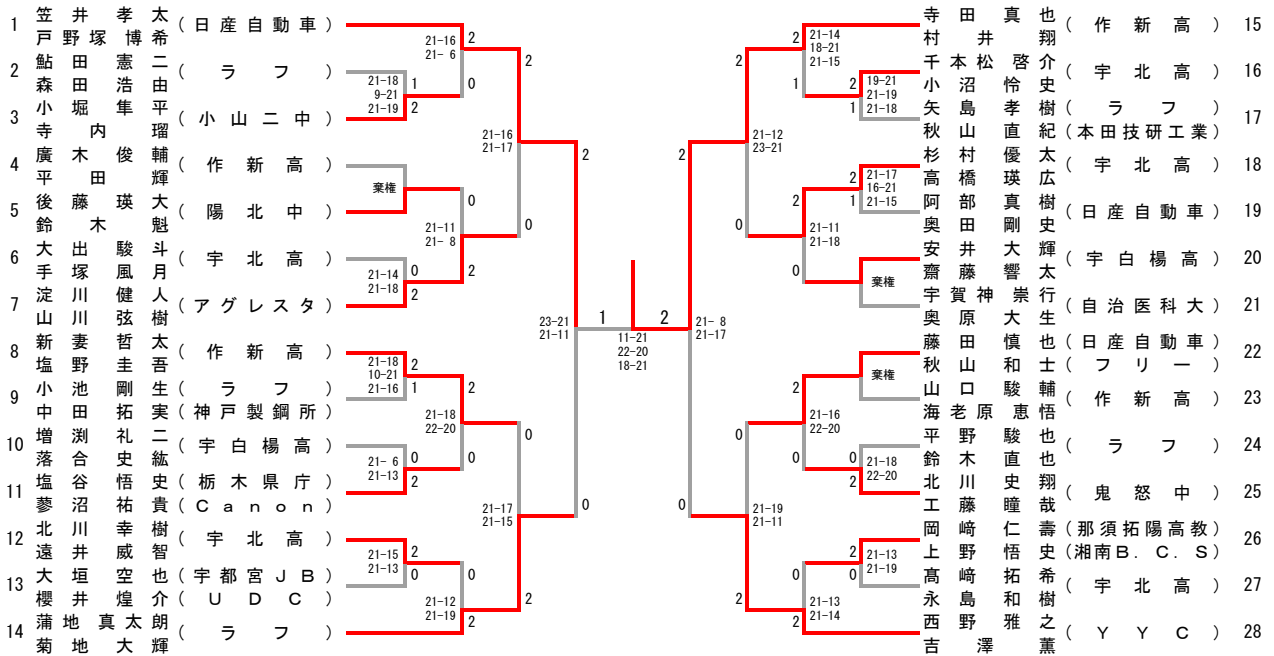 1 笠井孝太 (日産自動車)
戸野塚博希
2 鮎田憲二 (ラフ)
森田浩由
3 小堀隼平 (小山二中)
寺内瑠
4 廣木俊輔 (作新高)
平田輝
5 後藤瑛大 (陽北中)
鈴木魁
6 大出駿斗 (宇北高)
手塚風月
7 淀川健人 (アグレスタ)
山川弦樹
8 新妻哲太 (作新高)
塩野圭吾
9 小池剛生 (ラフ)
中田拓実 (神戸製鋼所)
10 増渕礼二 (宇白楊高)
落合史紘
11 塩谷悟史 (栃木県庁)
蓼沼祐貴 (Canon)
12 北川幸樹 (宇北高)
遠井威智
13 大垣空也 (宇都宮JB)
櫻井煌介 (UDC)
14 蒲地真太朗 (ラフ)
菊地大輝
21-16 2
21- 6
0
21-18 1
9-21
21-19 2
2
21-16
21-17
0
棄権
0
21-11
21- 8
2
21-14 0
21-18 2
2
23-21
21-11
0
21-18 2
10-21
21-16 1
2
21-18
22-20
0
21- 6 0
21-13 2
0
21-17
21-15
2
21-15 2
21-13 0
0
21-12
21-19 2
1 2
11-21
22-20
18-21
寺田真也 (作新高) 15
村井翔
千本松啓介 (宇北高) 16
小沼怜史
矢島孝樹 (ラフ) 17
秋山直紀 (本田技研工業)
杉村優太 (宇北高) 18
高橋瑛広
阿部真樹 (日産自動車) 19
奥田剛史
安井大輝 (宇白楊高) 20
齋藤響太
宇賀神崇行 (自治医科大) 21
奥原大生
藤田慎也 (日産自動車) 22
秋山和士 (フリー)
山口駿輔 (作新高) 23
海老原恵悟
平野駿也 (ラフ) 24
鈴木直也
北川史翔 (鬼怒中) 25
工藤瞳哉
岡﨑仁壽 (那須拓陽高教) 26
上野悟史 (湘南B.C.S)
髙﨑拓希 (宇北高) 27
永島和樹
西野雅之 (YYC) 28
吉澤薫
2 21-14
18-21
21-15
1
2 19-21
21-19
1 21-18
2
21-12
23-21
0
2 21-17
16-21
1 21-15
2
21-11
21-18
0
棄権
2
21- 8
21-17
0
棄権
2
21-16
22-20
0
0 21-18
2 22-20
0
21-19
21-11
2
2 21-13
0 21-19
0
21-13
2 21-14